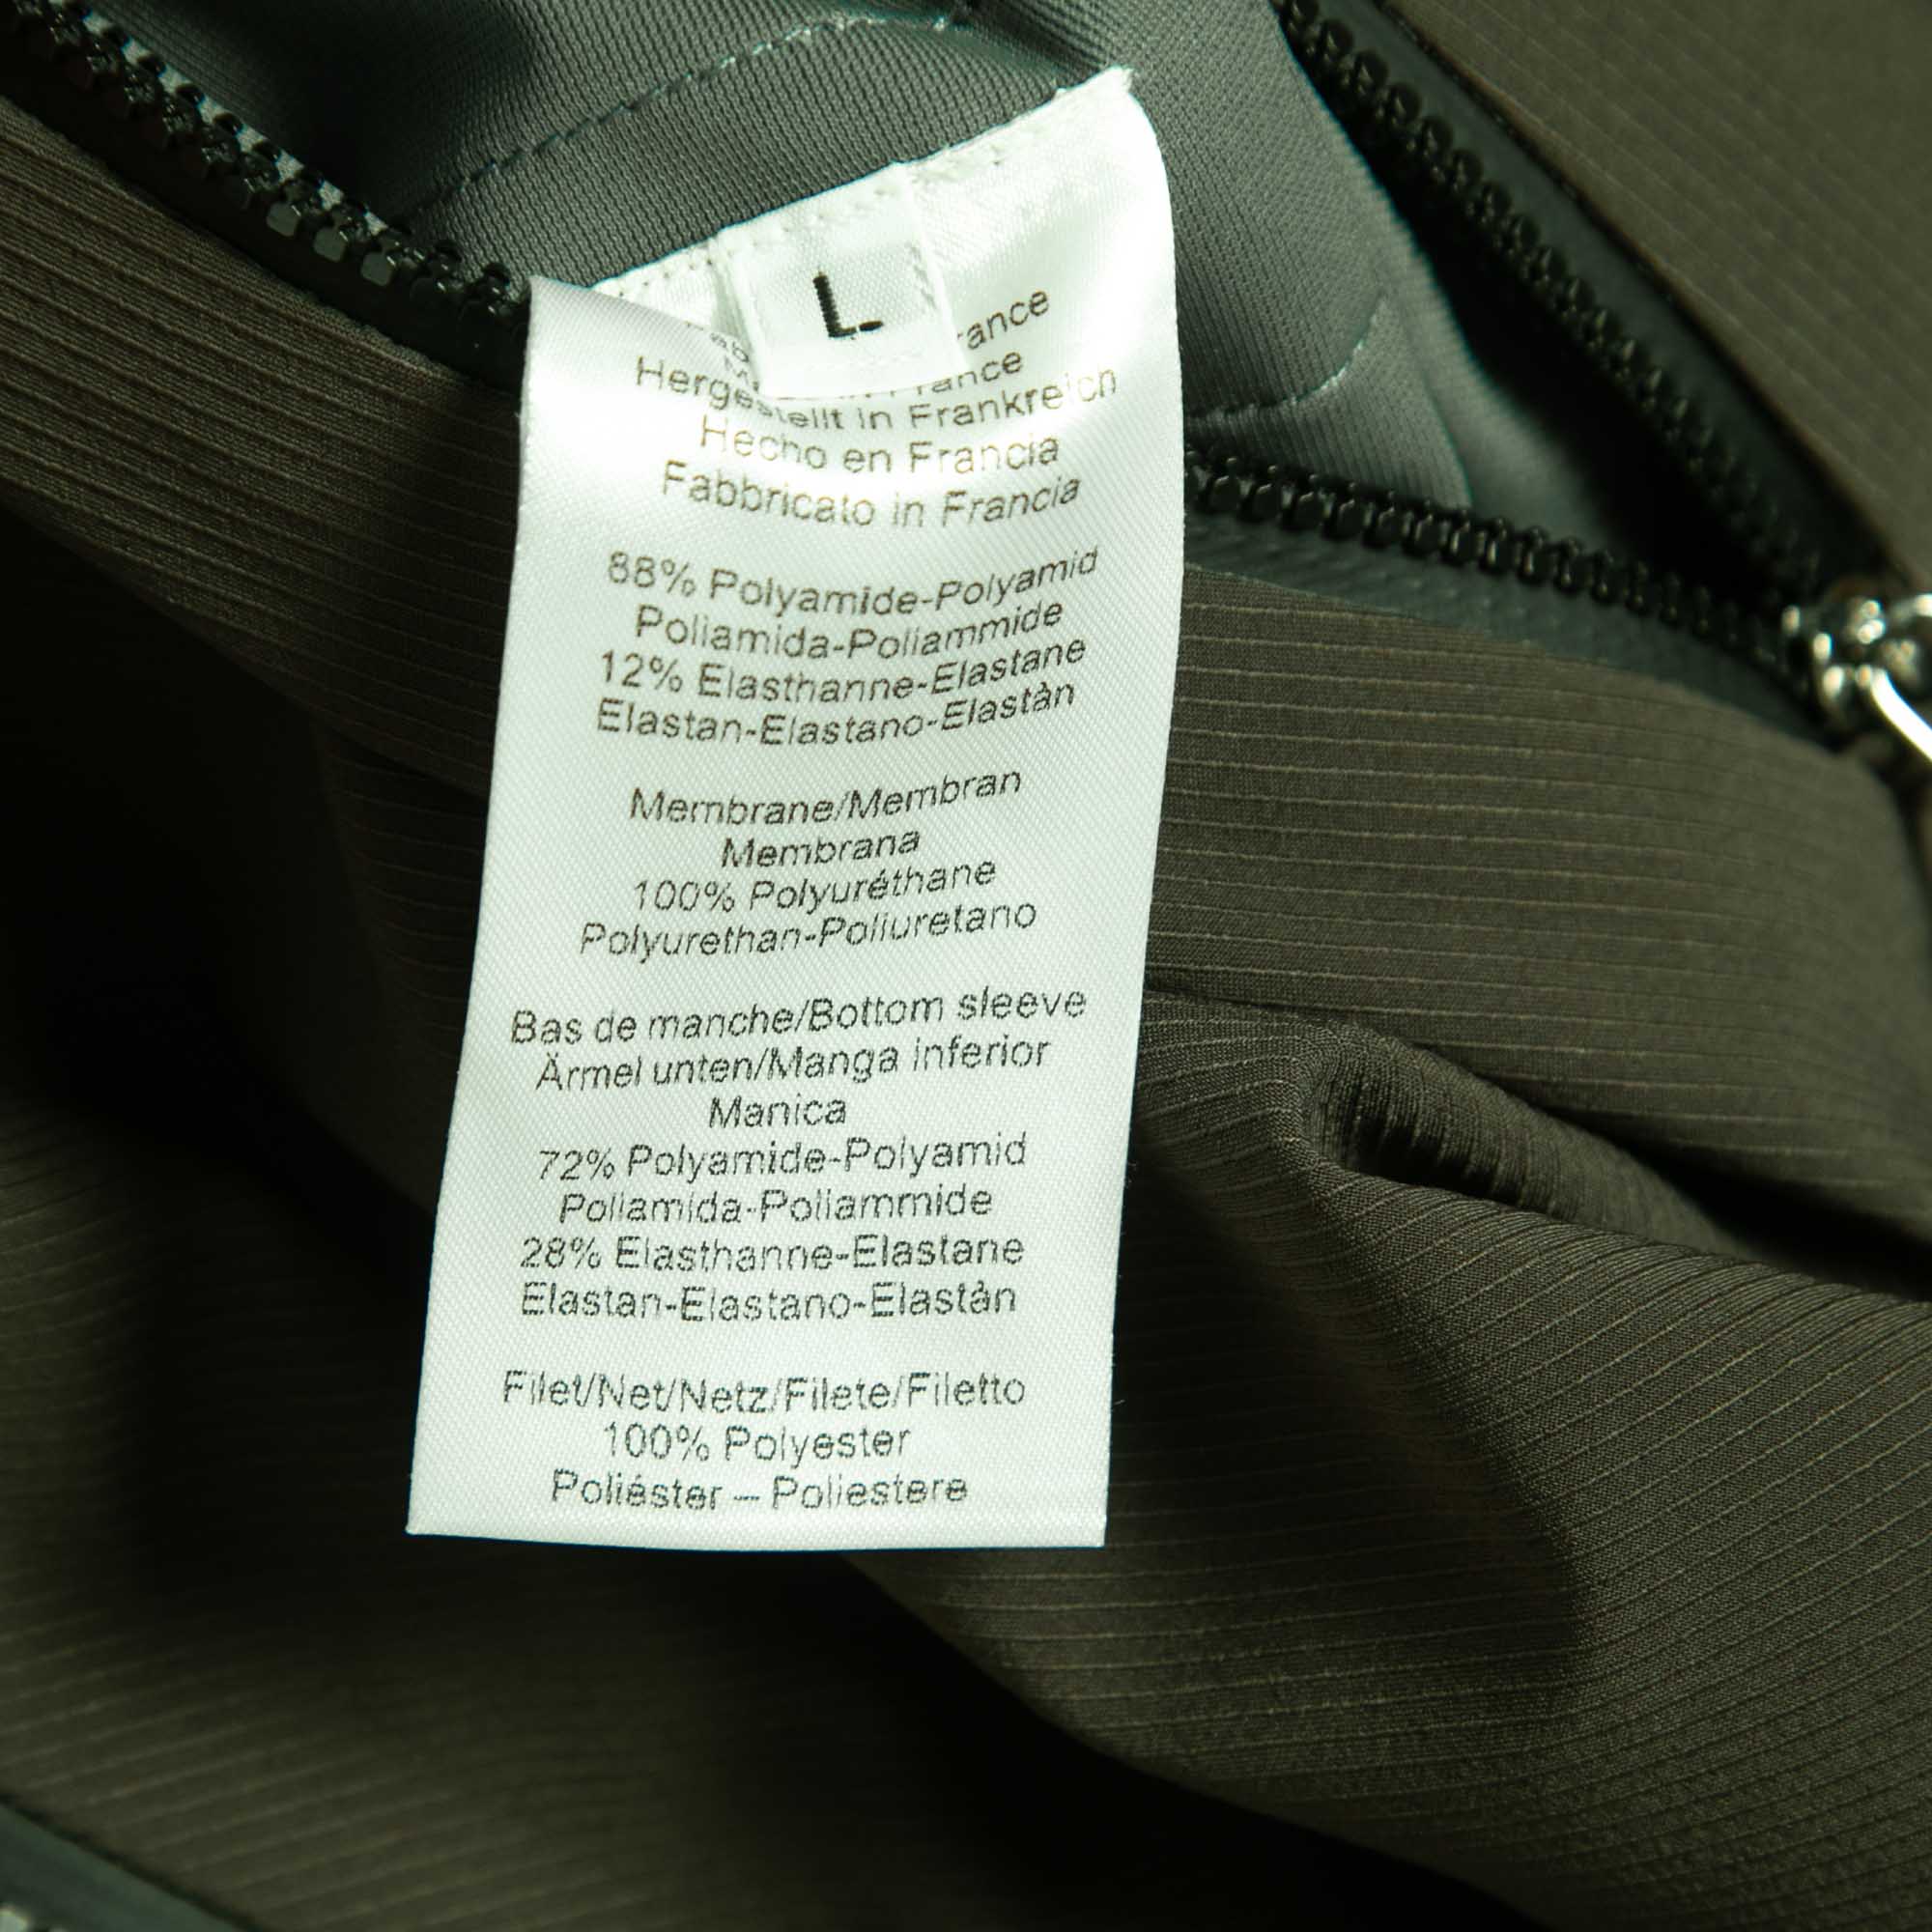 L
Hergestellt in Frankreich
Hecho en Francia
Fabbricato in Francia
88% Polyamide-Polyamid
Poliamida-Poliammide
12% Elasthanne-Elastane
Elastan-Elastano-Elastàn
Membrane/Membran
Membrana
100% Polyuréthane
Polyurethan-Poliuretano
Bas de manche/Bottom sleeve
Ärmel unten/Manga inferior
Manica
72% Polyamide-Polyamid
Poliamida-Poliammide
28% Elasthanne-Elastane
Elastan-Elastano-Elastàn
Filet/Net/Netz/Filete/Filetto
100% Polyester
Poliéster – Poliestere